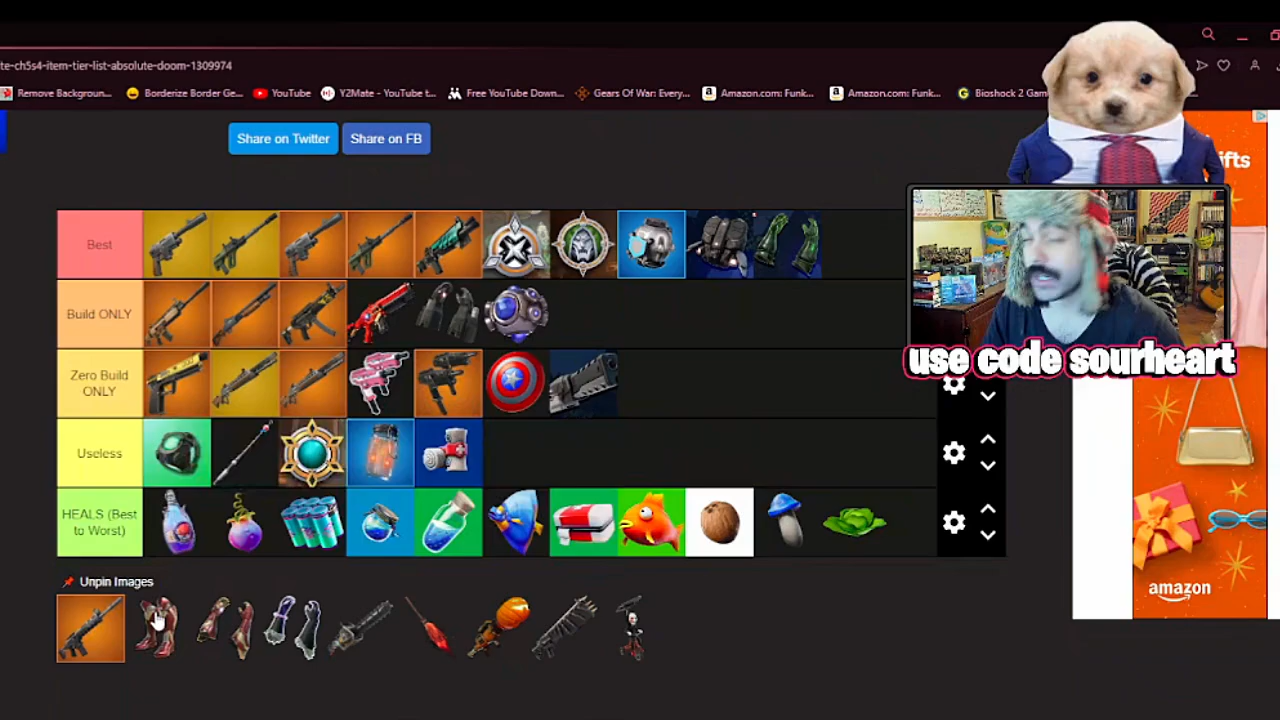 te-ch5s4-item-tier-list-absolute-doom-1309974
Remove Backgroun...
Borderize Border Ge...
YouTube
Y2Mate - YouTube t...
Free YouTube Down...
Gears Of War: Every...
Amazon.com: Funk...
Amazon.com: Funk...
Bioshock 2 Gam
Share on Twitter
Share on FB
ifts
Best
Build ONLY
use code sourheart
Zero Build
ONLY
Useless
HEALS (Best
to Worst)
Unpin Images
amazon